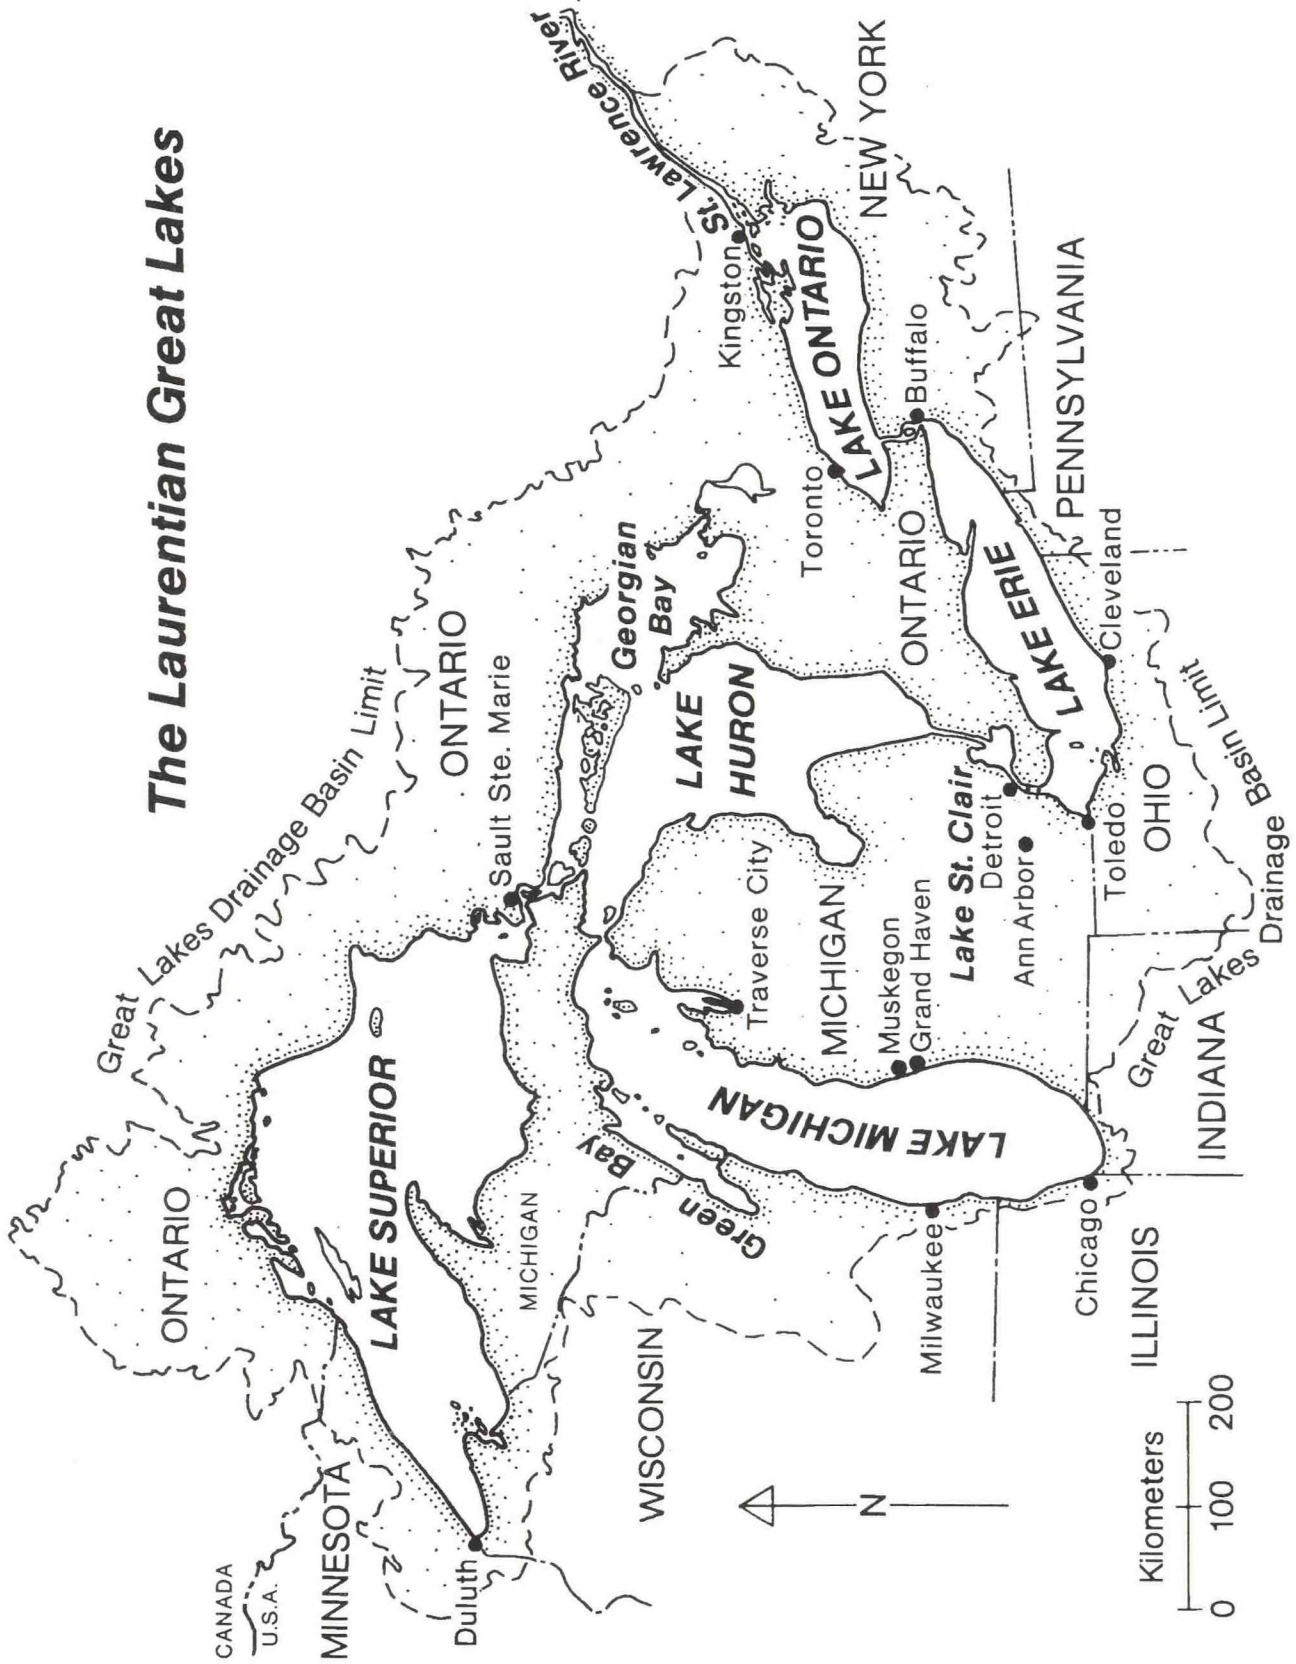 The Laurentian Great Lakes
CANADA
U.S.A.
MINNESOTA
Duluth
ONTARIO
Great Lakes Drainage Basin Limit
LAKE SUPERIOR
MICHIGAN
ONTARIO
Sault Ste. Marie
WISCONSIN
Green
Bay
Georgian
Bay
LAKE
HURON
Traverse City
MICHIGAN
LAKE MICHIGAN
Muskegon
Grand Haven
Milwaukee
Chicago
ILLINOIS
Lake St. Clair
Detroit
Ann Arbor
Toledo
OHIO
INDIANA
Great Lakes
Drainage
Basin Limit
St. Lawrence River
Kingston
LAKE ONTARIO
Toronto
ONTARIO
NEW YORK
Buffalo
LAKE ERIE
PENNSYLVANIA
Cleveland
N
Kilometers
0 100 200